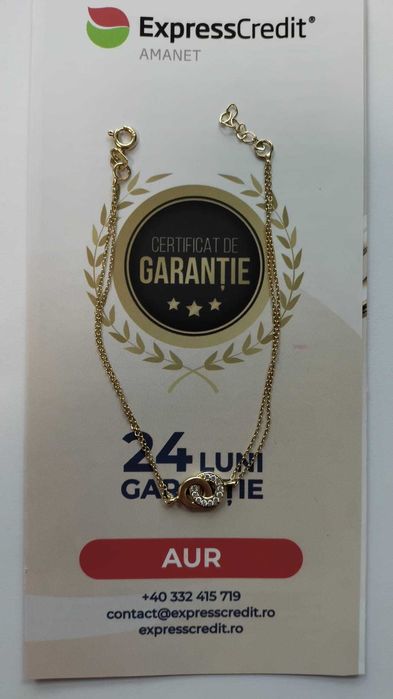 ExpressCredit®
AMANET
CERTIFICAT DE
GARANȚIE
24 LUNI
GARANȚIE
AUR
+40 332 415 719
contact@expresscredit.ro
expresscredit.ro